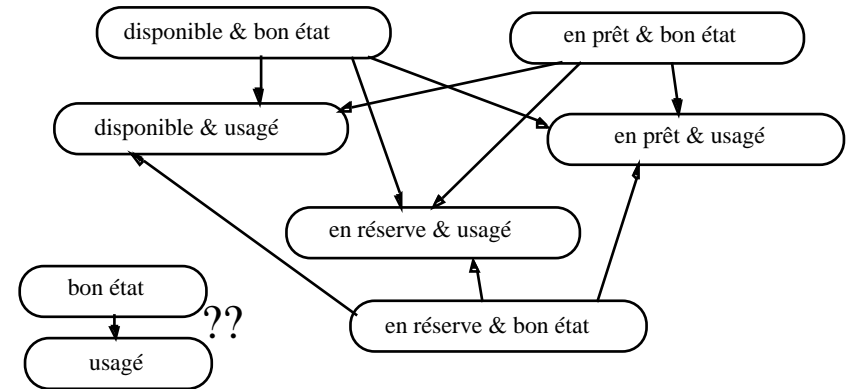 disponible & bon état
en prêt & bon état
disponible & usagé
en prêt & usagé
en réserve & usagé
bon état
??
en réserve & bon état
usagé